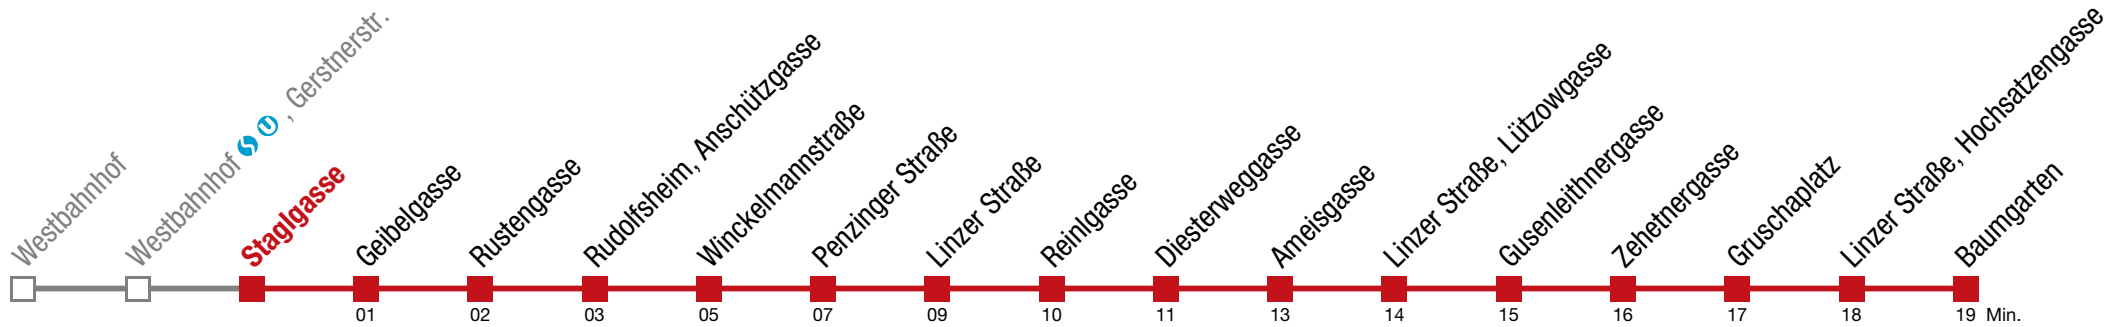 Westbahnhof
Westbahnhof S U, Gerstnerstr.
Staglgasse
Geibelgasse
Rustengasse
Rudolfsheim, Anschützgasse
Winckelmannstraße
Penzinger Straße
Linzer Straße
Reinlgasse
Diesterweggasse
Ameisgasse
Linzer Straße, Lützowgasse
Gusenleithnergasse
Zehetnergasse
Gruschaplatz
Linzer Straße, Hochsatzengasse
Baumgarten
01 02 03 05 07 09 10 11 13 14 15 16 17 18 19 Min.